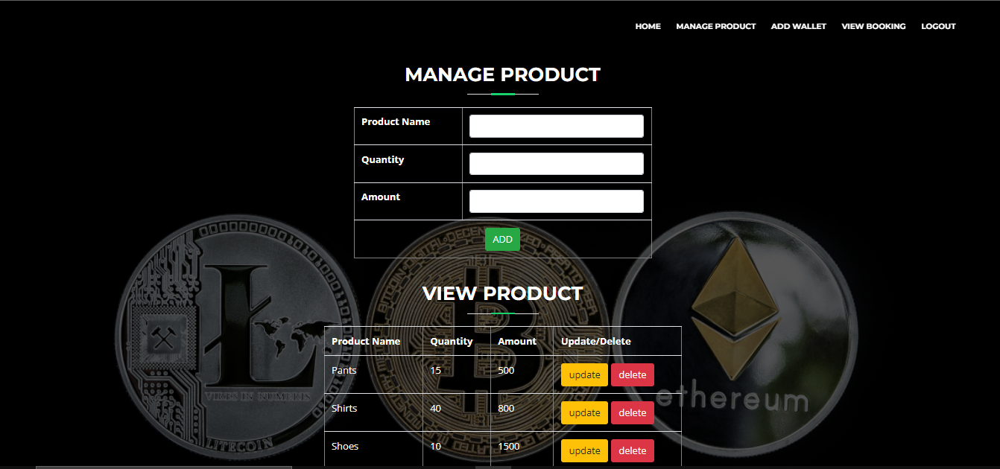 HOME MANAGE PRODUCT ADD WALLET VIEW BOOKING LOGOUT
MANAGE PRODUCT
Product Name
Quantity
Amount
ADD
VIEW PRODUCT
Product Name Quantity Amount Update/Delete
Pants 15 500 update delete
Shirts 40 800 update delete
Shoes 10 1500 update delete
VIRES IN NUMERIS
LITECOIN
ethereum